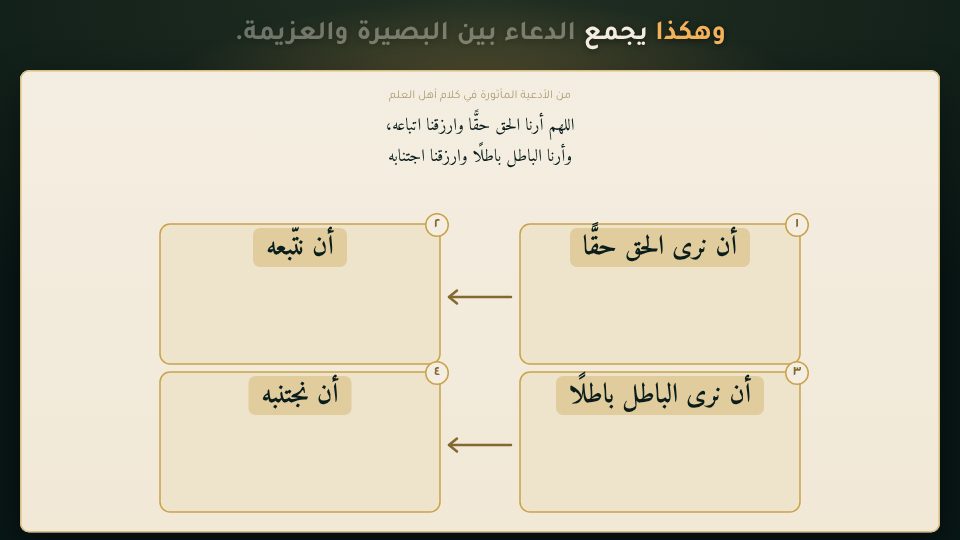 وهكذا يجمع الدعاء بين البصيرة والعزيمة.
من الأدعية المأثورة في كلام أهل العلم
اللهم أرنا الحق حقًّا وارزقنا اتباعه،
وأرنا الباطل باطلًا وارزقنا اجتنابه
١
أن نرى الحق حقًّا
٢
أن نتّبعه
٣
أن نرى الباطل باطلًا
٤
أن نجتنبه